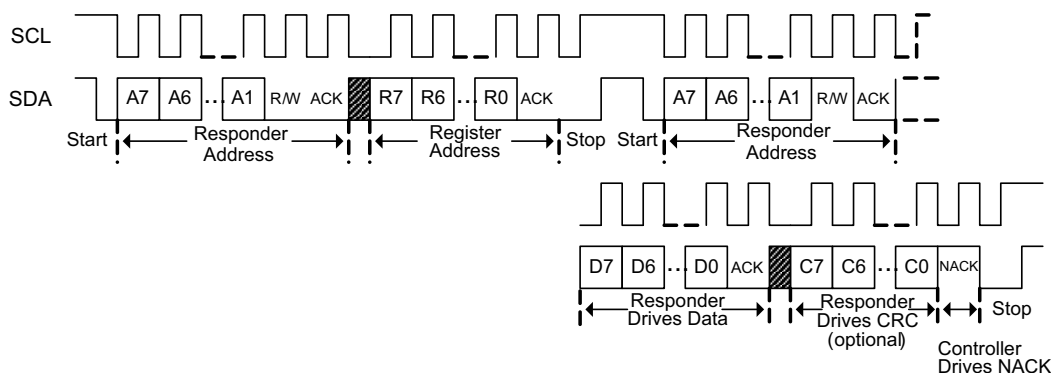 SCL
SDA A7 A6 ... A1 R/W ACK R7 R6 ... R0 ACK A7 A6 ... A1 R/W ACK
Start Responder Address Register Address Stop Start Responder Address
D7 D6 ... D0 ACK C7 C6 ... C0 NACK
Responder Drives Data Responder Drives CRC (optional) Stop
Controller Drives NACK